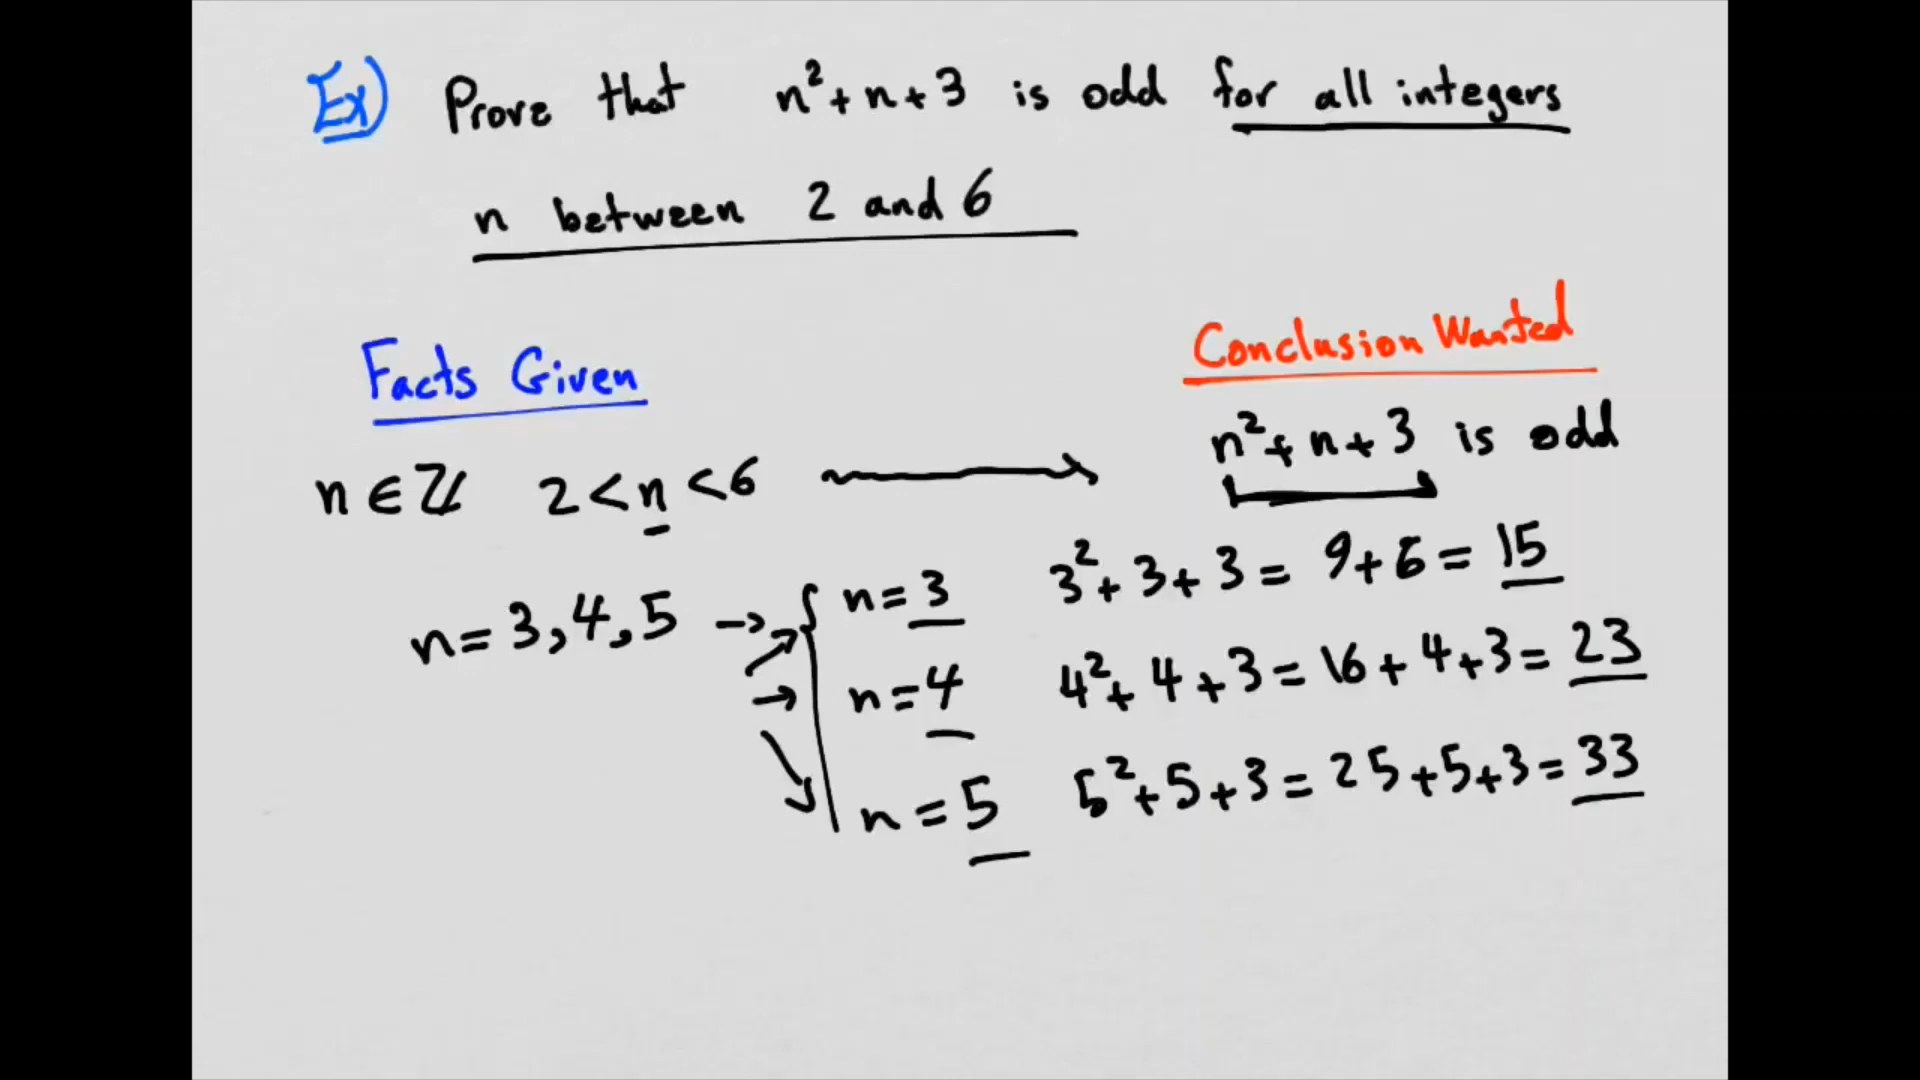 Ex) Prove that n² + n + 3 is odd for all integers
n between 2 and 6
Facts Given
Conclusion Wanted
n ∈ ℤ 2 < n < 6 → n² + n + 3 is odd
n = 3, 4, 5 → { n = 3 3² + 3 + 3 = 9 + 6 = 15
→ n = 4 4² + 4 + 3 = 16 + 4 + 3 = 23
n = 5 5² + 5 + 3 = 25 + 5 + 3 = 33